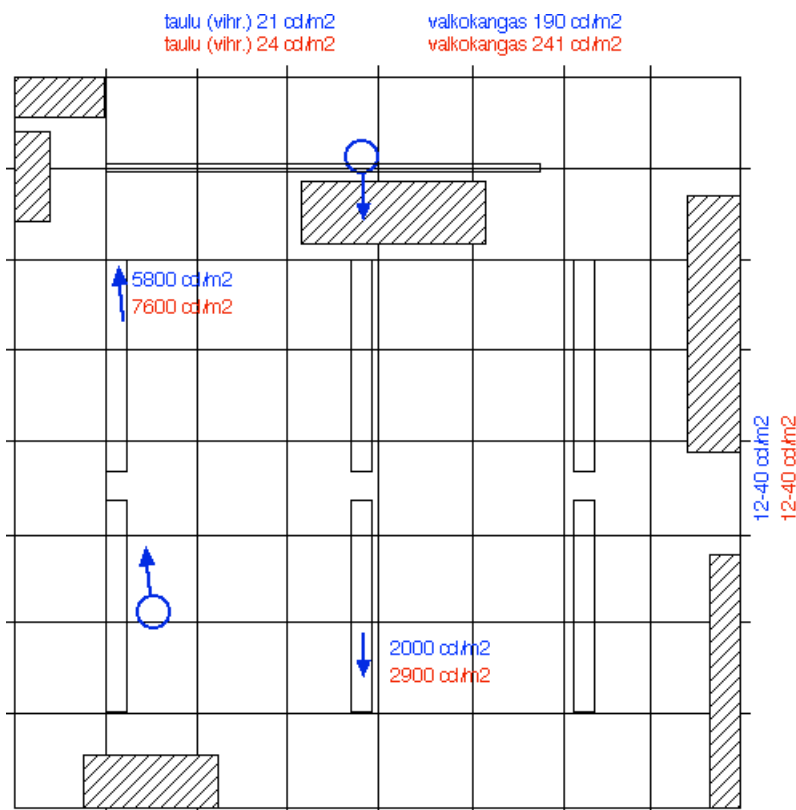 taulu (vihr.) 21 cd/m2 valkokangas 190 cd/m2
taulu (vihr.) 24 cd/m2 valkokangas 241 cd/m2
5800 cd/m2
7600 cd/m2
12-40 cd/m2
12-40 cd/m2
2000 cd/m2
2900 cd/m2